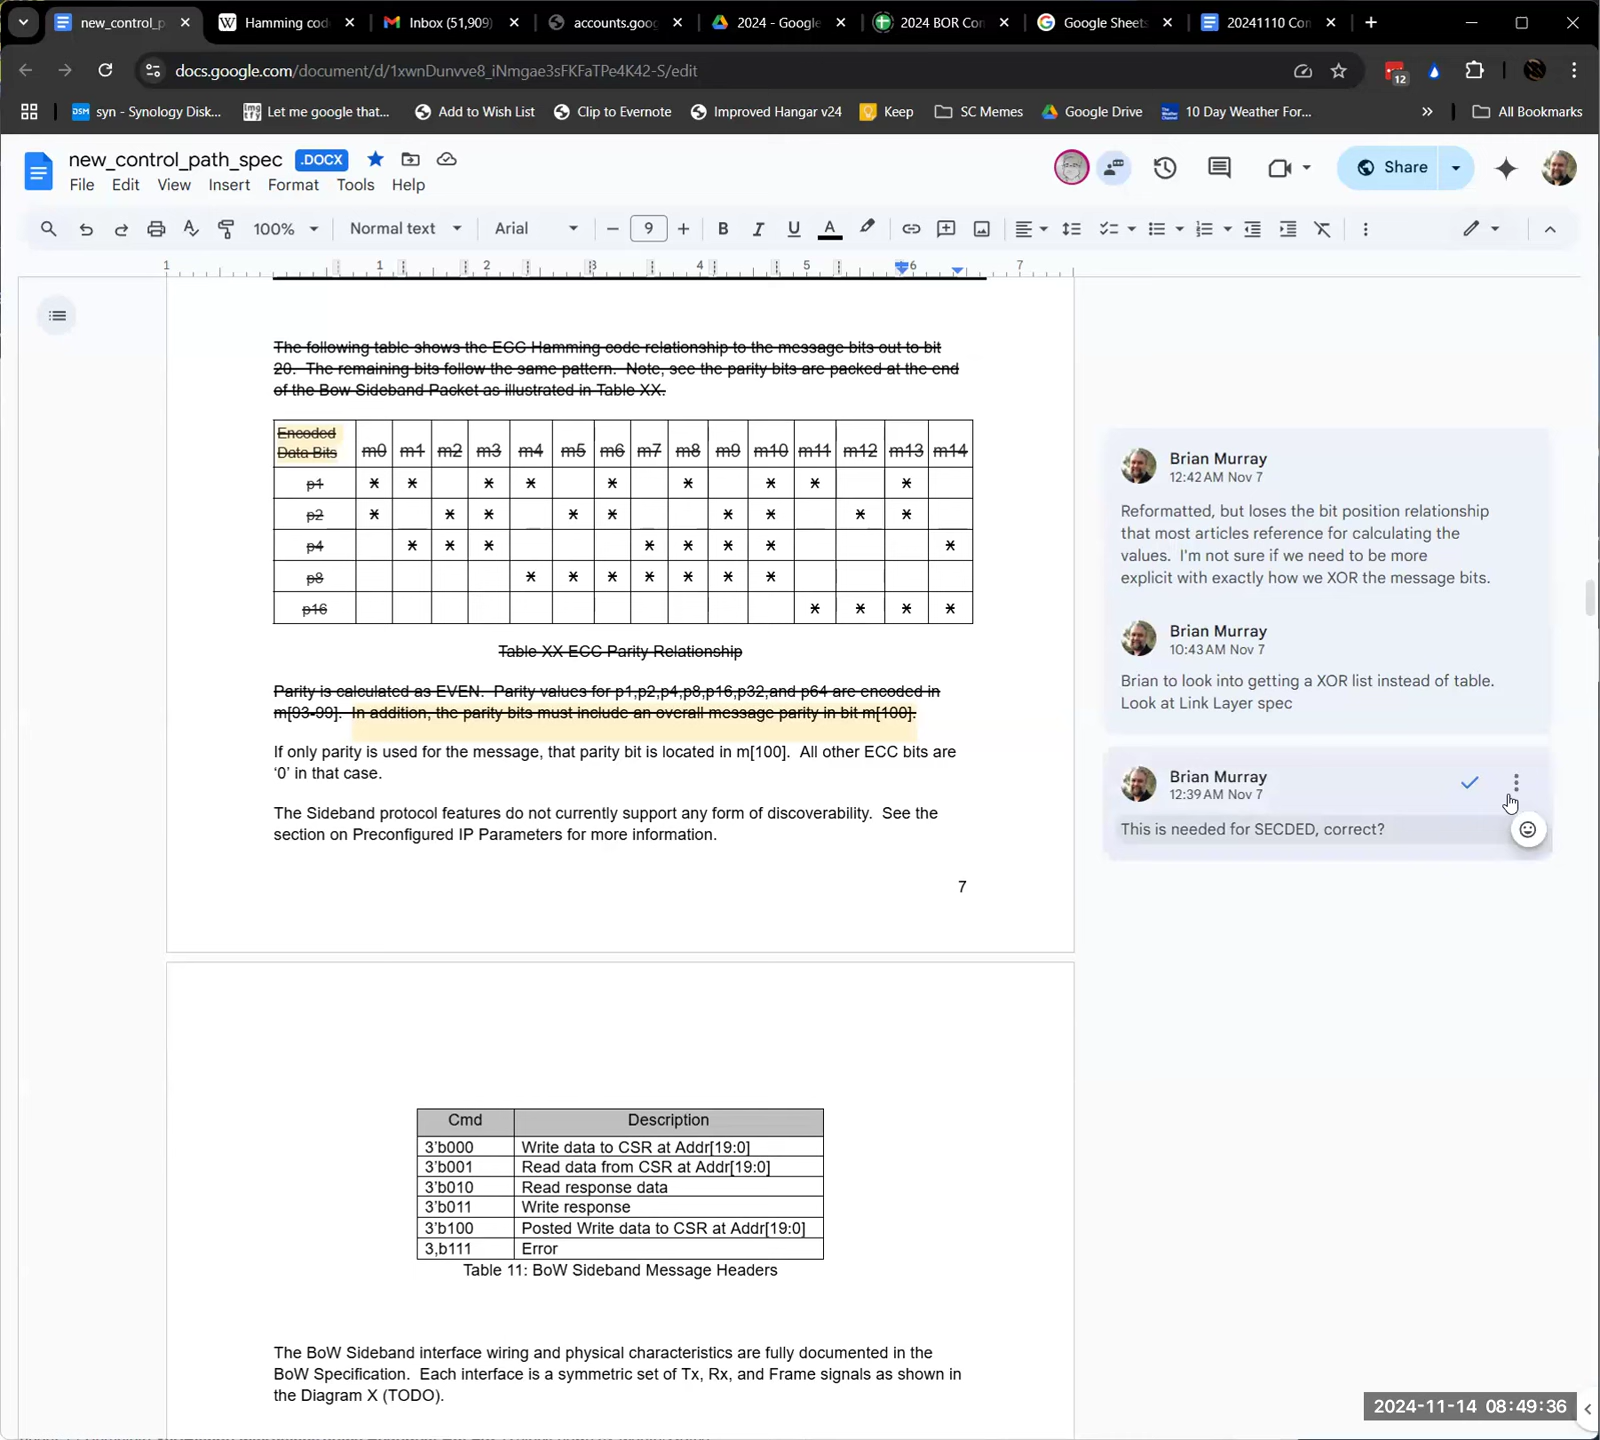 new_control_p
Hamming cod
Inbox (51,909)
accounts.goog
2024 - Google
2024 BOR Con
Google Sheets
20241110 Con
docs.google.com/document/d/1xwnDunvve8_iNmgae3sFKFaTPe4K42-S/edit
12
DSM syn - Synology Disk...
Let me google that...
Add to Wish List
Clip to Evernote
Improved Hangar v24
Keep
SC Memes
Google Drive
10 Day Weather For...
All Bookmarks
new_control_path_spec .DOCX
File Edit View Insert Format Tools Help
Share
100% Normal text Arial 9
1 1 2 3 4 5 6 7
The following table shows the ECC Hamming code relationship to the message bits out to bit
20. The remaining bits follow the same pattern. Note, see the parity bits are packed at the end
of the Bow Sideband Packet as illustrated in Table XX.
Encoded
Data Bits m0 m1 m2 m3 m4 m5 m6 m7 m8 m9 m10 m11 m12 m13 m14
p1 * * * * * * * * *
p2 * * * * * * * * *
p4 * * * * * * * *
p8 * * * * * * *
p16 * * * *
Table XX ECC Parity Relationship
Parity is calculated as EVEN. Parity values for p1,p2,p4,p8,p16,p32,and p64 are encoded in
m[93-99]. In addition, the parity bits must include an overall message parity in bit m[100].
If only parity is used for the message, that parity bit is located in m[100]. All other ECC bits are
‘0’ in that case.
The Sideband protocol features do not currently support any form of discoverability. See the
section on Preconfigured IP Parameters for more information.
7
Brian Murray
12:42 AM Nov 7
Reformatted, but loses the bit position relationship
that most articles reference for calculating the
values. I'm not sure if we need to be more
explicit with exactly how we XOR the message bits.
Brian Murray
10:43 AM Nov 7
Brian to look into getting a XOR list instead of table.
Look at Link Layer spec
Brian Murray
12:39 AM Nov 7
This is needed for SECDED, correct?
Cmd Description
3’b000 Write data to CSR at Addr[19:0]
3’b001 Read data from CSR at Addr[19:0]
3’b010 Read response data
3’b011 Write response
3’b100 Posted Write data to CSR at Addr[19:0]
3,b111 Error
Table 11: BoW Sideband Message Headers
The BoW Sideband interface wiring and physical characteristics are fully documented in the
BoW Specification. Each interface is a symmetric set of Tx, Rx, and Frame signals as shown in
the Diagram X (TODO).
2024-11-14 08:49:36